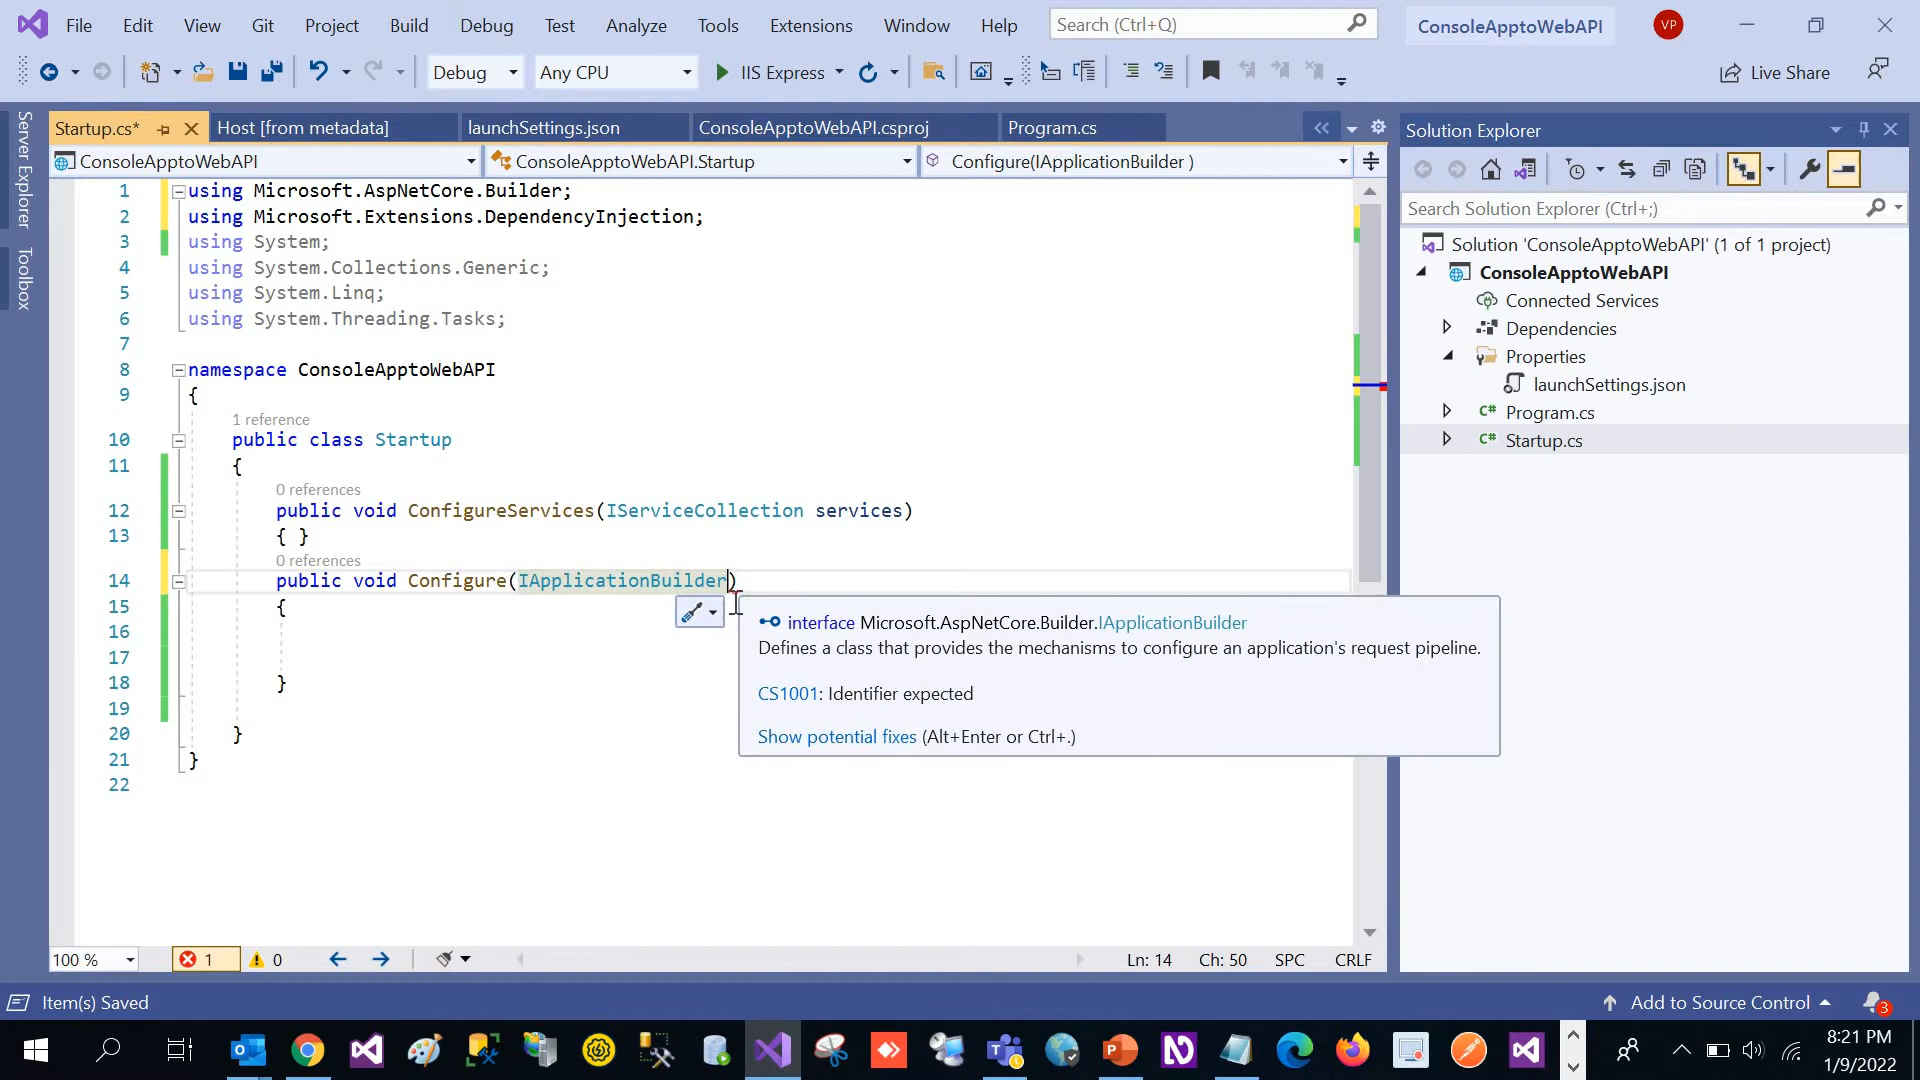 File Edit View Git Project Build Debug Test Analyze Tools Extensions Window Help Search (Ctrl+Q) ConsoleApptoWebAPI VP
Debug Any CPU IIS Express Live Share
Server Explorer
Toolbox
Startup.cs* Host [from metadata] launchSettings.json ConsoleApptoWebAPI.csproj Program.cs
ConsoleApptoWebAPI ConsoleApptoWebAPI.Startup Configure(IApplicationBuilder )
1 using Microsoft.AspNetCore.Builder;
2 using Microsoft.Extensions.DependencyInjection;
3 using System;
4 using System.Collections.Generic;
5 using System.Linq;
6 using System.Threading.Tasks;
7
8 namespace ConsoleApptoWebAPI
9 {
1 reference
10 public class Startup
11 {
0 references
12 public void ConfigureServices(IServiceCollection services)
13 { }
0 references
14 public void Configure(IApplicationBuilder)
15 {
16
17
18 }
19
20 }
21 }
22
interface Microsoft.AspNetCore.Builder.IApplicationBuilder
Defines a class that provides the mechanisms to configure an application's request pipeline.
CS1001: Identifier expected
Show potential fixes (Alt+Enter or Ctrl+.)
100 % 1 0 Ln: 14 Ch: 50 SPC CRLF
Solution Explorer
Search Solution Explorer (Ctrl+;)
Solution 'ConsoleApptoWebAPI' (1 of 1 project)
ConsoleApptoWebAPI
Connected Services
Dependencies
Properties
launchSettings.json
C# Program.cs
C# Startup.cs
Item(s) Saved Add to Source Control 3
8:21 PM
1/9/2022